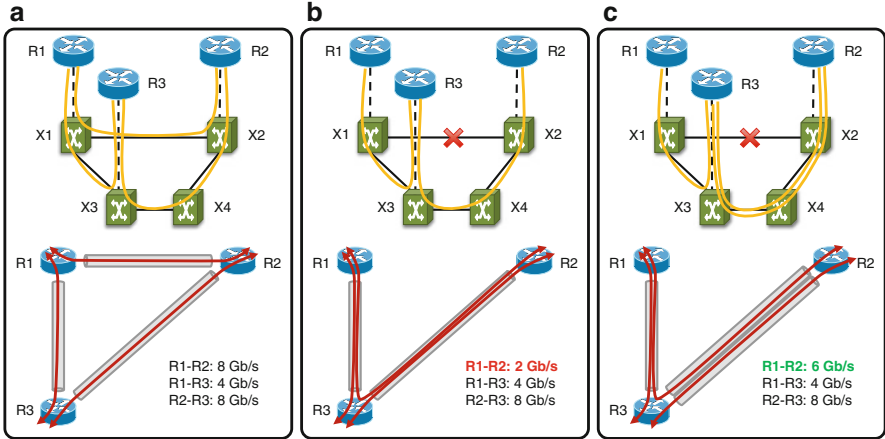 a
R1
R2
R3
X1
X2
X3
X4
R1
R2
R1-R2: 8 Gb/s
R1-R3: 4 Gb/s
R2-R3: 8 Gb/s
R3
b
R1
R2
R3
X1
X2
X3
X4
R1
R2
R1-R2: 2 Gb/s
R1-R3: 4 Gb/s
R2-R3: 8 Gb/s
R3
c
R1
R2
R3
X1
X2
X3
X4
R1
R2
R1-R2: 6 Gb/s
R1-R3: 4 Gb/s
R2-R3: 8 Gb/s
R3